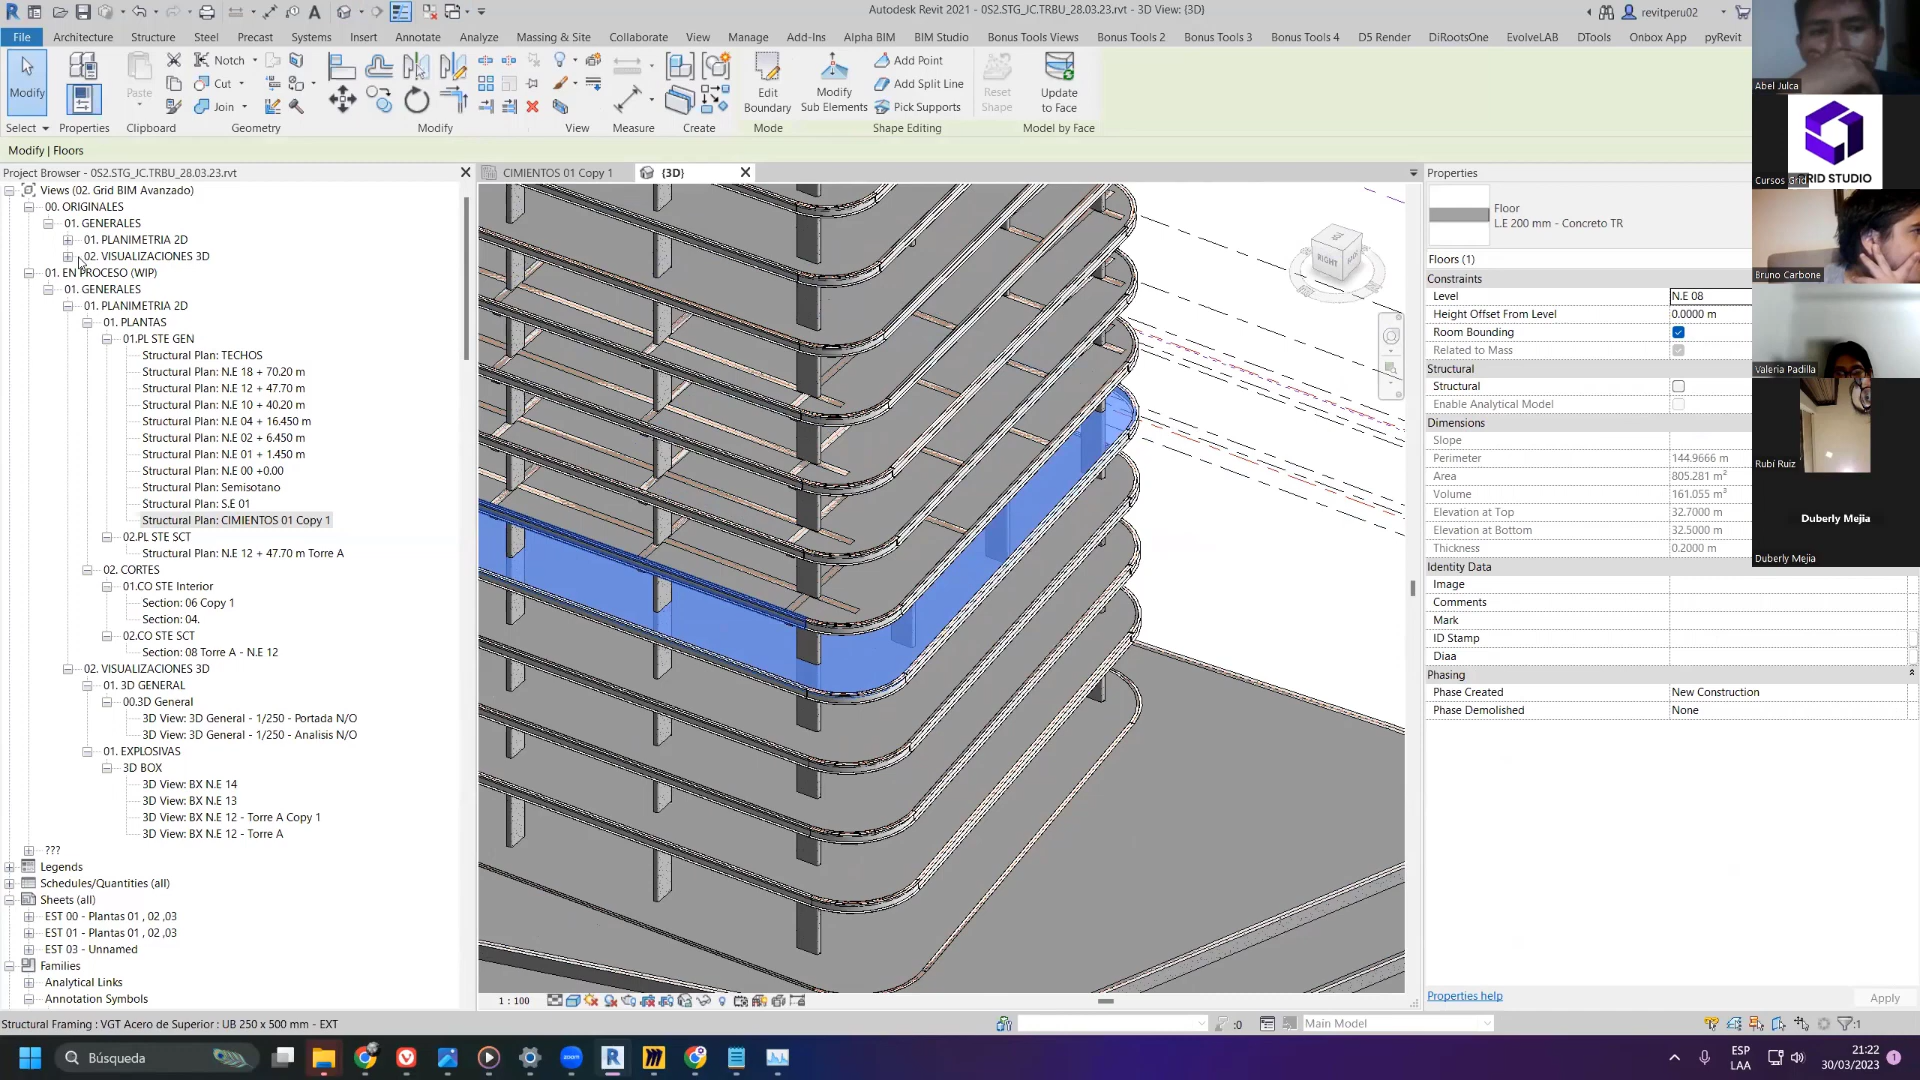 Autodesk Revit 2021 - 0S2.STG_JC.TRBU_28.03.23.rvt - 3D View: {3D}
revitperu02
File Architecture Structure Steel Precast Systems Insert Annotate Analyze Massing & Site Collaborate View Manage Add-Ins Alpha BIM BIM Studio Bonus Tools Views Bonus Tools 2 Bonus Tools 3 Bonus Tools 4 D5 Render DiRootsOne EvolveLAB DTools Onbox App pyRevit
Modify
Paste
Notch
Cut
Join
Edit
Boundary
Modify
Sub Elements
Add Point
Add Split Line
Pick Supports
Reset
Shape
Update
to Face
Select Properties Clipboard Geometry Modify View Measure Create Mode Shape Editing Model by Face
Modify | Floors
Project Browser - 0S2.STG_JC.TRBU_28.03.23.rvt
Views (02. Grid BIM Avanzado)
00. ORIGINALES
01. GENERALES
01. PLANIMETRIA 2D
02. VISUALIZACIONES 3D
01. EN PROCESO (WIP)
01. GENERALES
01. PLANIMETRIA 2D
01. PLANTAS
01.PL STE GEN
Structural Plan: TECHOS
Structural Plan: N.E 18 + 70.20 m
Structural Plan: N.E 12 + 47.70 m
Structural Plan: N.E 10 + 40.20 m
Structural Plan: N.E 04 + 16.450 m
Structural Plan: N.E 02 + 6.450 m
Structural Plan: N.E 01 + 1.450 m
Structural Plan: N.E 00 +0.00
Structural Plan: Semisotano
Structural Plan: S.E 01
Structural Plan: CIMIENTOS 01 Copy 1
02.PL STE SCT
Structural Plan: N.E 12 + 47.70 m Torre A
02. CORTES
01.CO STE Interior
Section: 06 Copy 1
Section: 04.
02.CO STE SCT
Section: 08 Torre A - N.E 12
02. VISUALIZACIONES 3D
01. 3D GENERAL
00.3D General
3D View: 3D General - 1/250 - Portada N/O
3D View: 3D General - 1/250 - Analisis N/O
01. EXPLOSIVAS
3D BOX
3D View: BX N.E 14
3D View: BX N.E 13
3D View: BX N.E 12 - Torre A Copy 1
3D View: BX N.E 12 - Torre A
???
Legends
Schedules/Quantities (all)
Sheets (all)
EST 00 - Plantas 01 , 02 ,03
EST 01 - Plantas 01 , 02 ,03
EST 03 - Unnamed
Families
Analytical Links
Annotation Symbols
CIMIENTOS 01 Copy 1
{3D}
RIGHT
1 : 100
Properties
Floor
L.E 200 mm - Concreto TR
Floors (1)
Constraints
Level N.E 08
Height Offset From Level 0.0000 m
Room Bounding
Related to Mass
Structural
Structural
Enable Analytical Model
Dimensions
Slope
Perimeter 144.9666 m
Area 805.281 m²
Volume 161.055 m³
Elevation at Top 32.7000 m
Elevation at Bottom 32.5000 m
Thickness 0.2000 m
Identity Data
Image
Comments
Mark
ID Stamp
Diaa
Phasing
Phase Created New Construction
Phase Demolished None
Properties help
Apply
Abel Julca
GRID STUDIO
Cursos Grid
Bruno Carbone
Valeria Padilla
Rubí Ruiz
Duberly Mejia
Duberly Mejia
Structural Framing : VGT Acero de Superior : UB 250 x 500 mm - EXT
:0
Main Model
:1
Búsqueda
ESP
LAA
21:22
30/03/2023
1